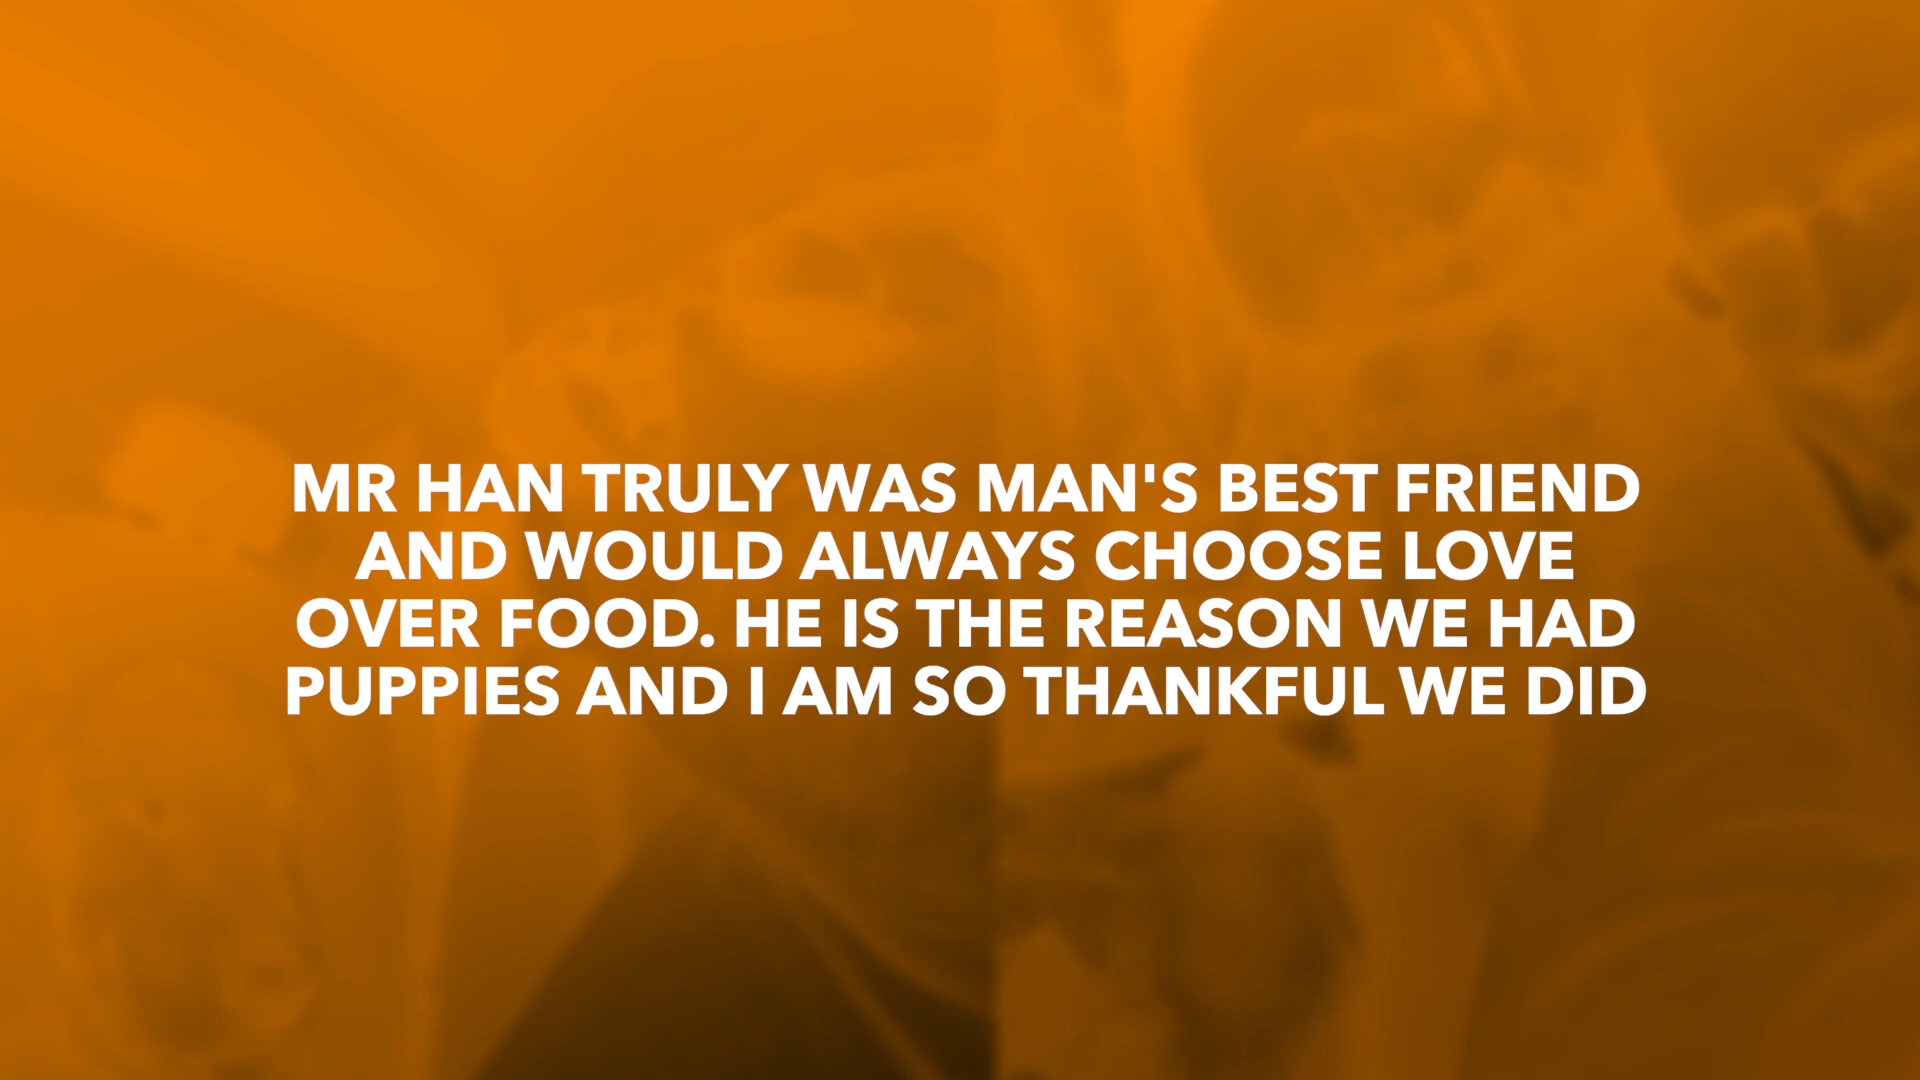 MR HAN TRULY WAS MAN'S BEST FRIEND
AND WOULD ALWAYS CHOOSE LOVE
OVER FOOD. HE IS THE REASON WE HAD
PUPPIES AND I AM SO THANKFUL WE DID